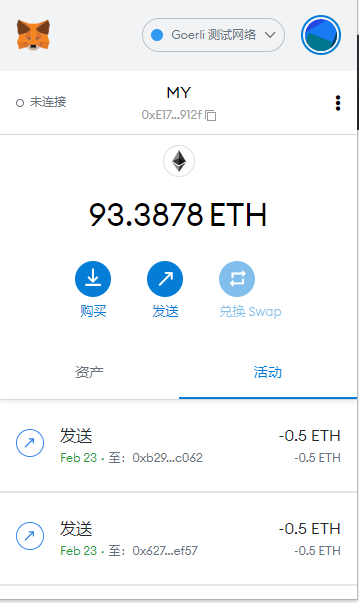 Goerli 测试网络
未连接
MY
0xE17...912f
93.3878 ETH
购买
发送
兑换 Swap
资产
活动
发送
-0.5 ETH
Feb 23 · 至：0xb29...c062
-0.5 ETH
发送
-0.5 ETH
Feb 23 · 至：0x627...ef57
-0.5 ETH